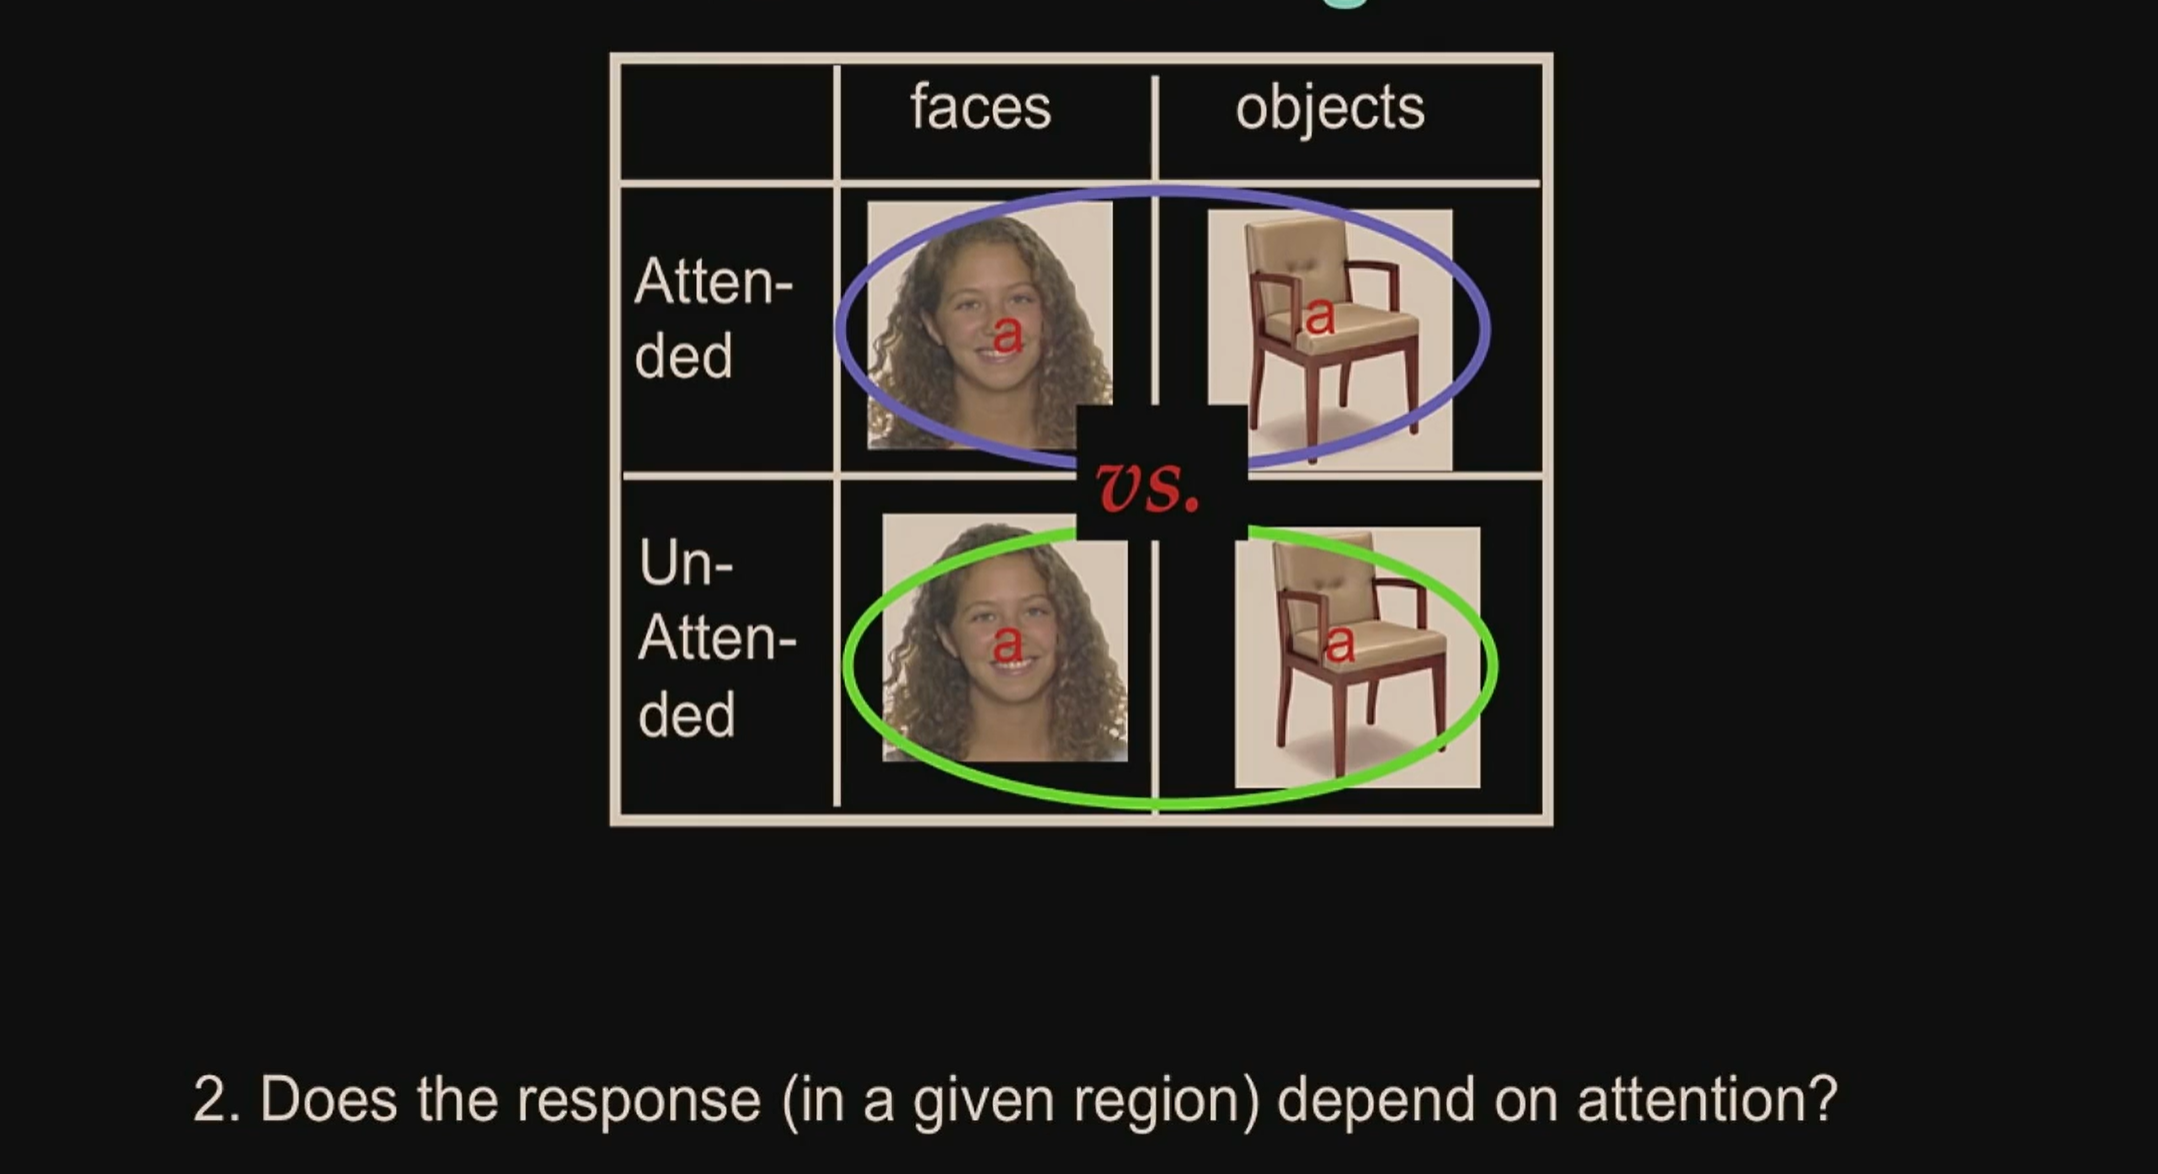 faces objects
Atten-
ded
a a
vs.
Un-
Atten-
ded
a a
2. Does the response (in a given region) depend on attention?